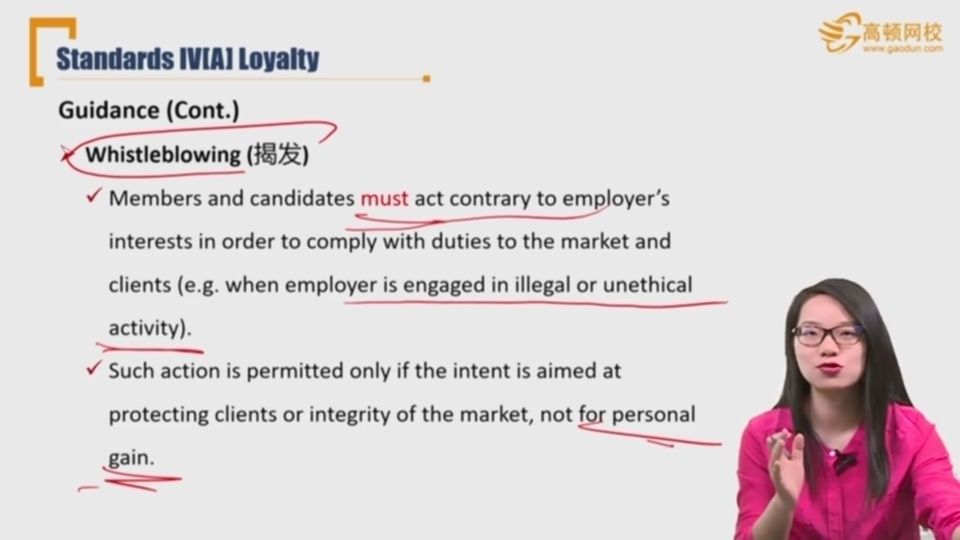 高顿网校
www.gaodun.com
Standards IV[A] Loyalty
Guidance (Cont.)
Whistleblowing (揭发)
Members and candidates must act contrary to employer's
interests in order to comply with duties to the market and
clients (e.g. when employer is engaged in illegal or unethical
activity).
Such action is permitted only if the intent is aimed at
protecting clients or integrity of the market, not for personal
gain.